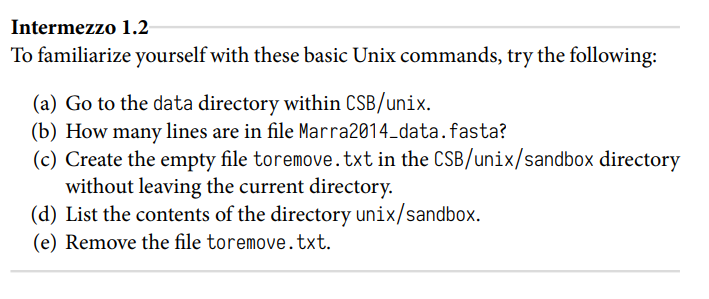 Intermezzo 1.2
To familiarize yourself with these basic Unix commands, try the following:
(a) Go to the data directory within CSB/unix.
(b) How many lines are in file Marra2014_data.fasta?
(c) Create the empty file toremove.txt in the CSB/unix/sandbox directory
without leaving the current directory.
(d) List the contents of the directory unix/sandbox.
(e) Remove the file toremove.txt.